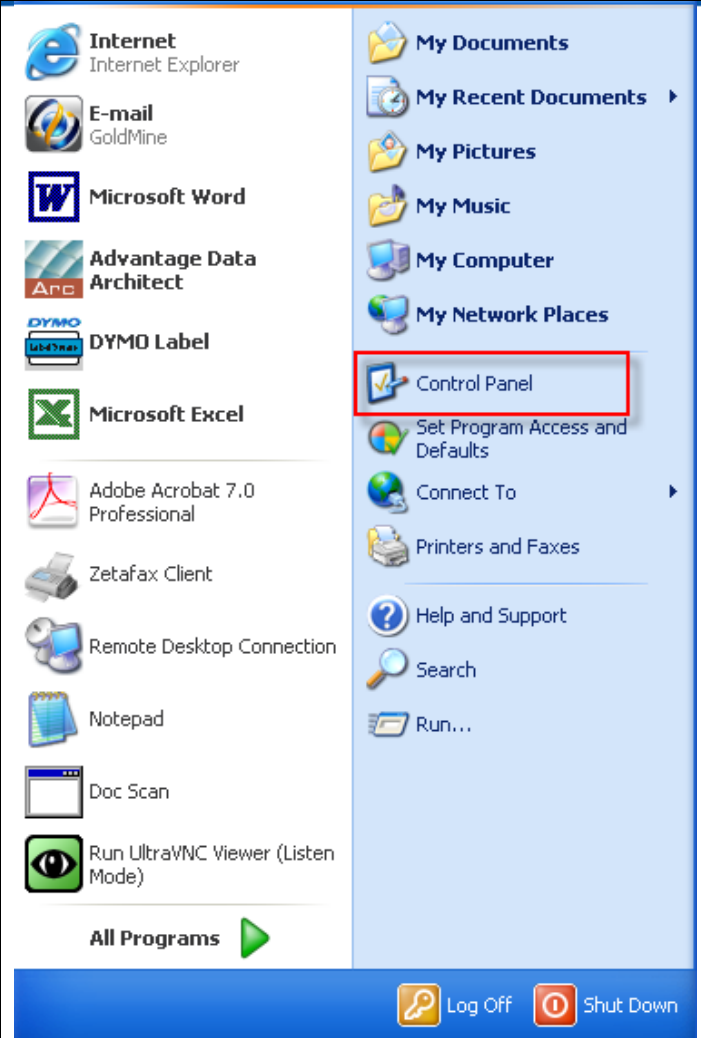 Internet
Internet Explorer
E-mail
GoldMine
Microsoft Word
Advantage Data
Architect
Arc
DYMO
DYMO Label
Microsoft Excel
Adobe Acrobat 7.0
Professional
Zetafax Client
Remote Desktop Connection
Notepad
Doc Scan
Run UltraVNC Viewer (Listen
Mode)
All Programs
My Documents
My Recent Documents
My Pictures
My Music
My Computer
My Network Places
Control Panel
Set Program Access and
Defaults
Connect To
Printers and Faxes
Help and Support
Search
Run...
Log Off
Shut Down